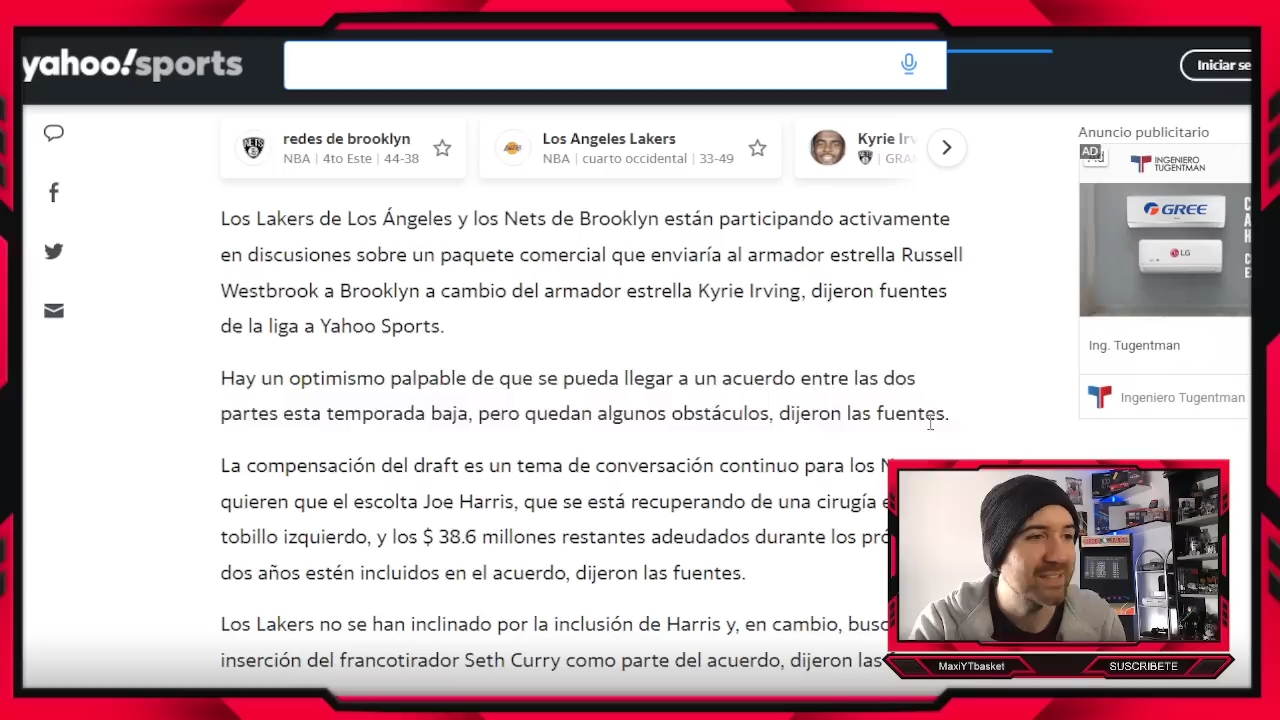 yahoo!sports
Iniciar se
redes de brooklyn
NBA | 4to Este | 44-38
Los Angeles Lakers
NBA | cuarto occidental | 33-49
Kyrie Irv
Anuncio publicitario
AD
INGENIERO
TUGENTMAN
GREE
LG
Ing. Tugentman
Ingeniero Tugentman
Los Lakers de Los Ángeles y los Nets de Brooklyn están participando activamente
en discusiones sobre un paquete comercial que enviaría al armador estrella Russell
Westbrook a Brooklyn a cambio del armador estrella Kyrie Irving, dijeron fuentes
de la liga a Yahoo Sports.
Hay un optimismo palpable de que se pueda llegar a un acuerdo entre las dos
partes esta temporada baja, pero quedan algunos obstáculos, dijeron las fuentes.
La compensación del draft es un tema de conversación continuo para los N
quieren que el escolta Joe Harris, que se está recuperando de una cirugía e
tobillo izquierdo, y los $ 38.6 millones restantes adeudados durante los pró
dos años estén incluidos en el acuerdo, dijeron las fuentes.
Los Lakers no se han inclinado por la inclusión de Harris y, en cambio, busc
inserción del francotirador Seth Curry como parte del acuerdo, dijeron las
MaxiYTbasket
SUSCRIBETE